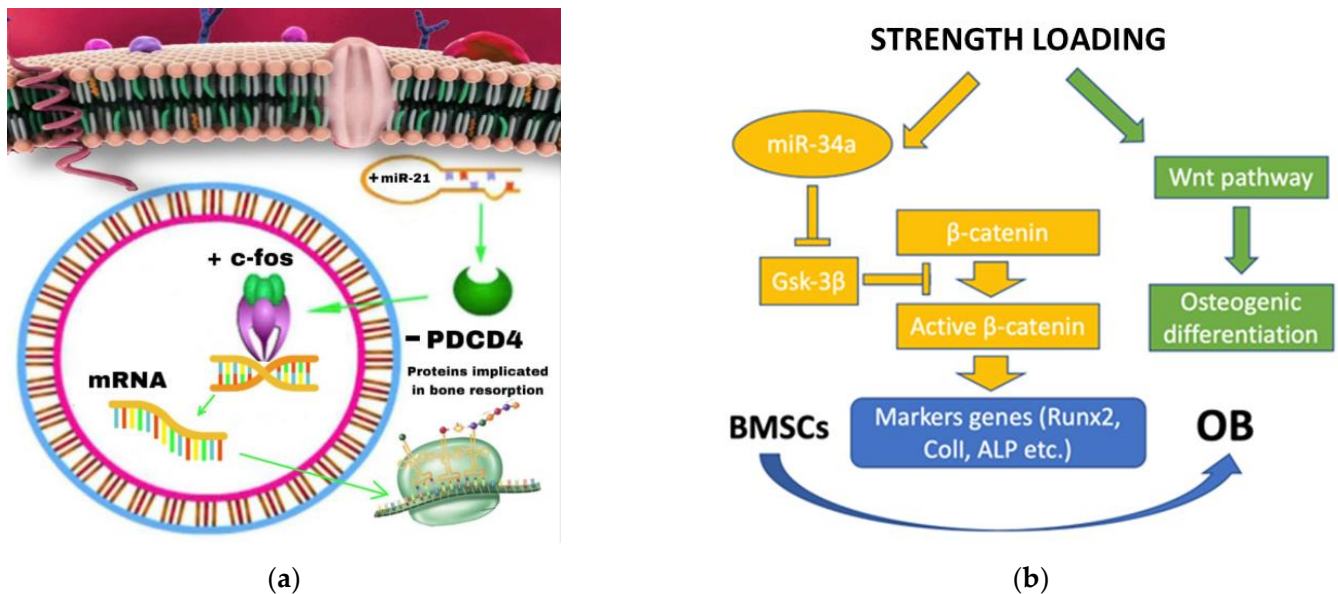 +miR-21
+ c-fos
- PDCD4
mRNA
Proteins implicated
in bone resorption
(a)
STRENGTH LOADING
miR-34a
Wnt pathway
β-catenin
Gsk-3β
Active β-catenin
Osteogenic
differentiation
BMSCs
Markers genes (Runx2,
ColI, ALP etc.)
OB
(b)